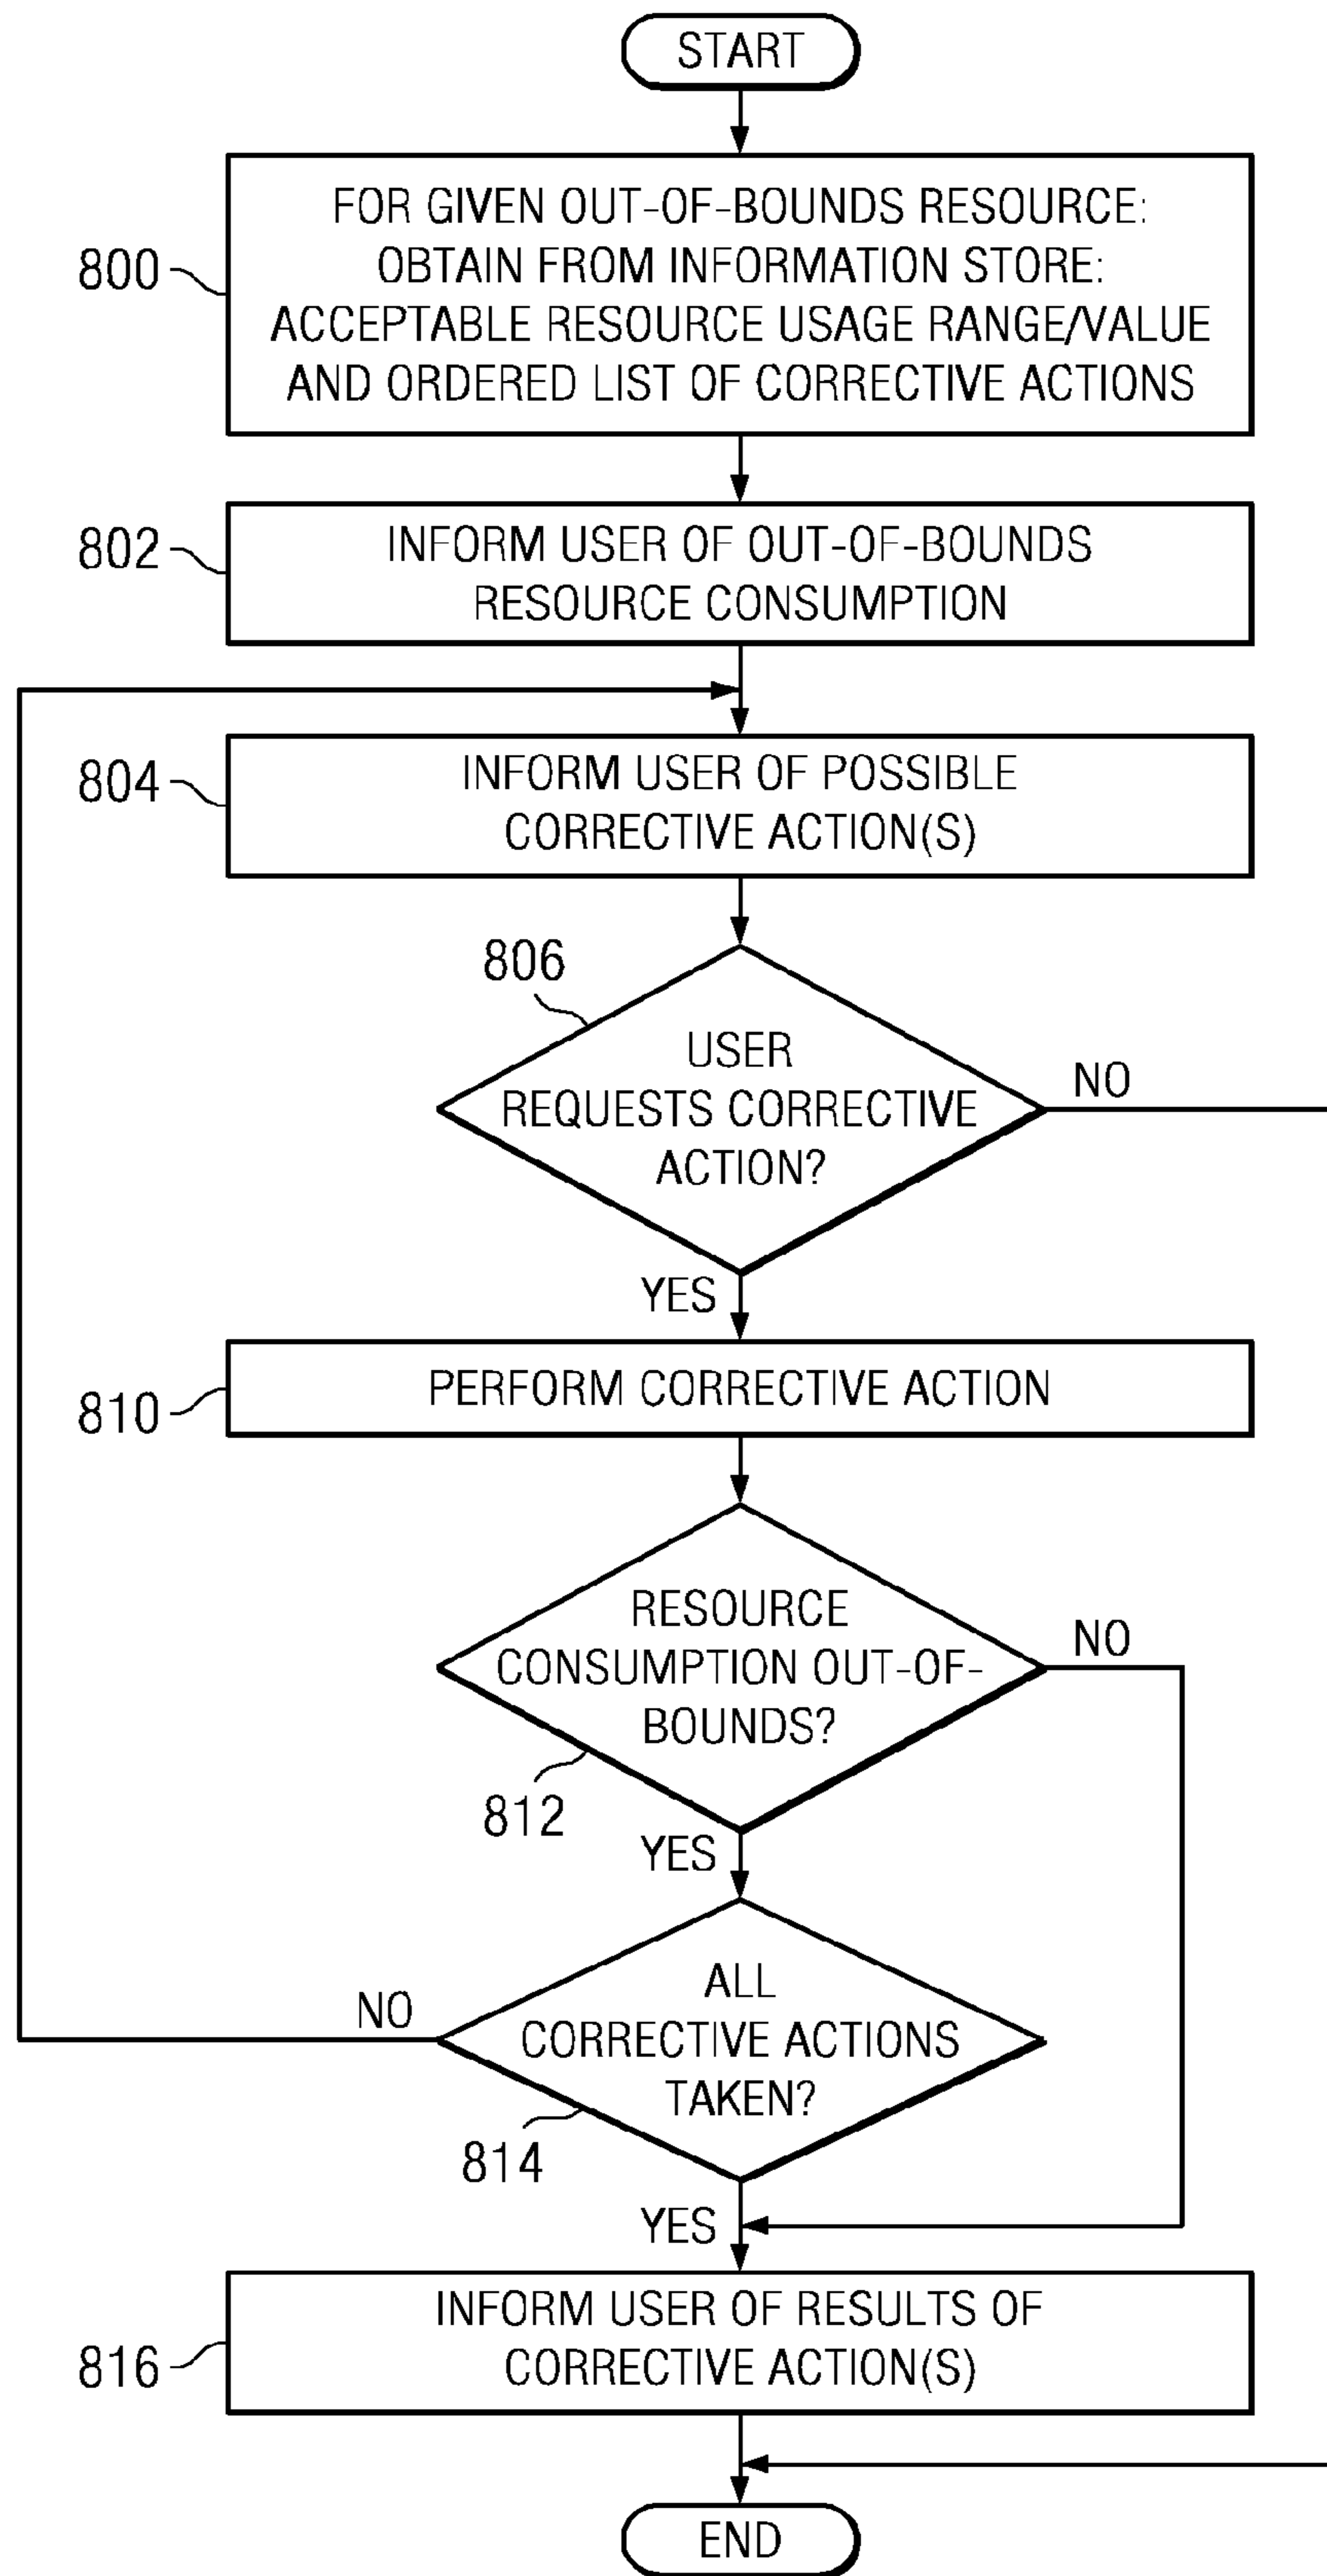 START
FOR GIVEN OUT-OF-BOUNDS RESOURCE:
OBTAIN FROM INFORMATION STORE:
ACCEPTABLE RESOURCE USAGE RANGE/VALUE
AND ORDERED LIST OF CORRECTIVE ACTIONS
800
802
INFORM USER OF OUT-OF-BOUNDS
RESOURCE CONSUMPTION
804
INFORM USER OF POSSIBLE
CORRECTIVE ACTION(S)
806
USER
REQUESTS CORRECTIVE
ACTION?
NO
YES
810
PERFORM CORRECTIVE ACTION
RESOURCE
CONSUMPTION OUT-OF-
BOUNDS?
NO
812
YES
ALL
CORRECTIVE ACTIONS
TAKEN?
NO
814
YES
816
INFORM USER OF RESULTS OF
CORRECTIVE ACTION(S)
END